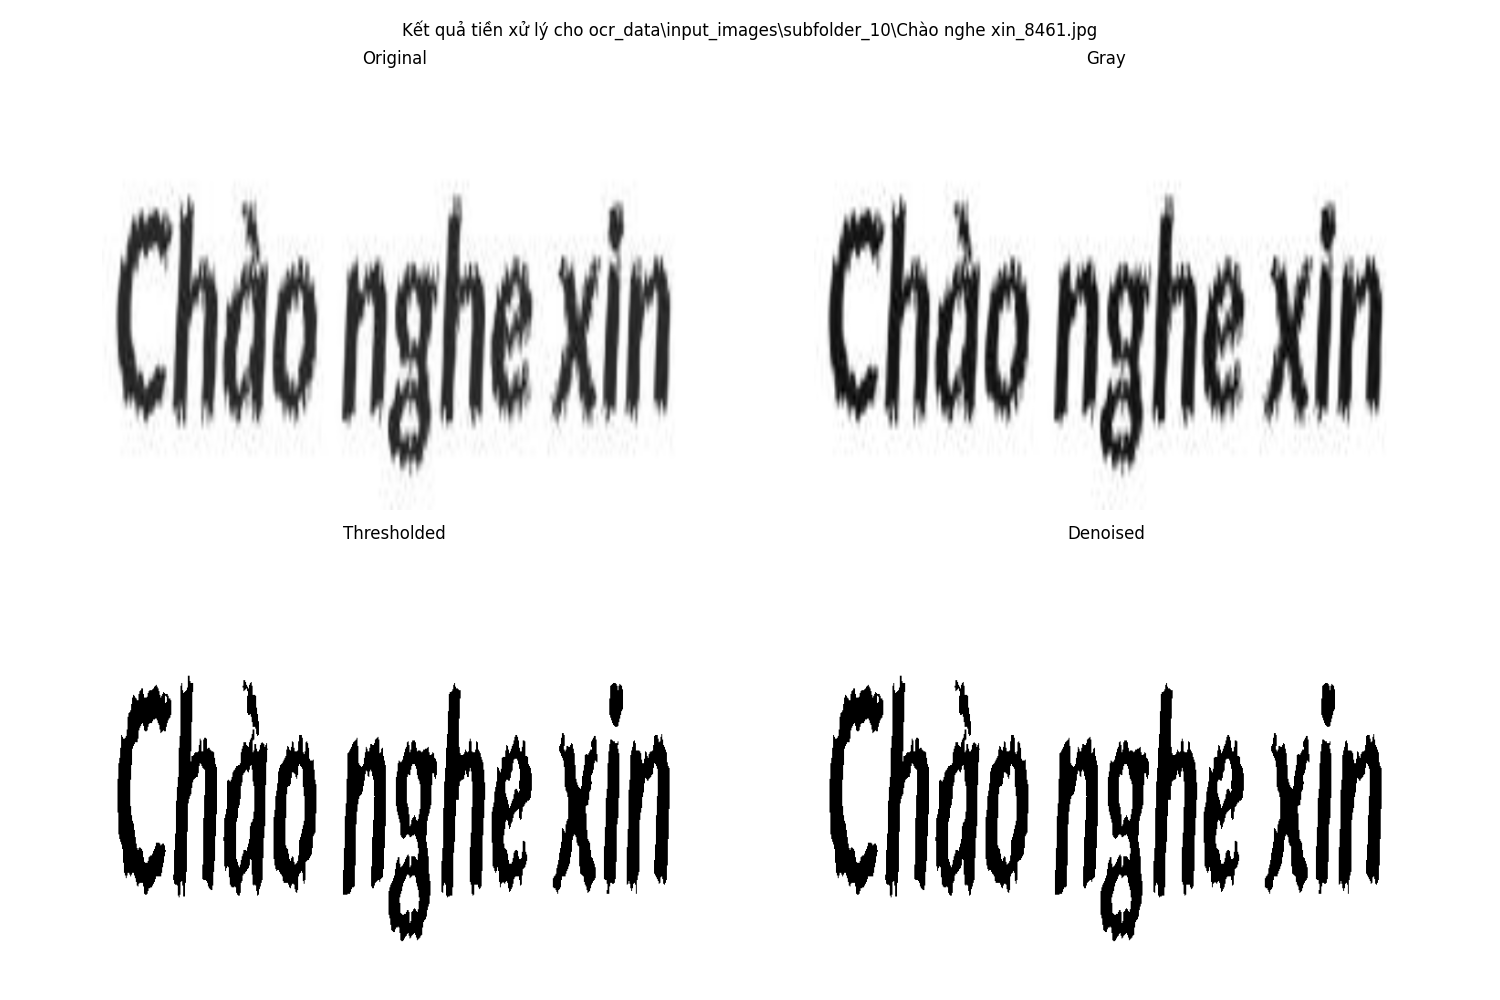 Kết quả tiền xử lý cho ocr_data\input_images\subfolder_10\Chào nghe xin_8461.jpg
Original
Gray
Chào nghe xin
Chào nghe xin
Thresholded
Denoised
Chào nghe xin
Chào nghe xin